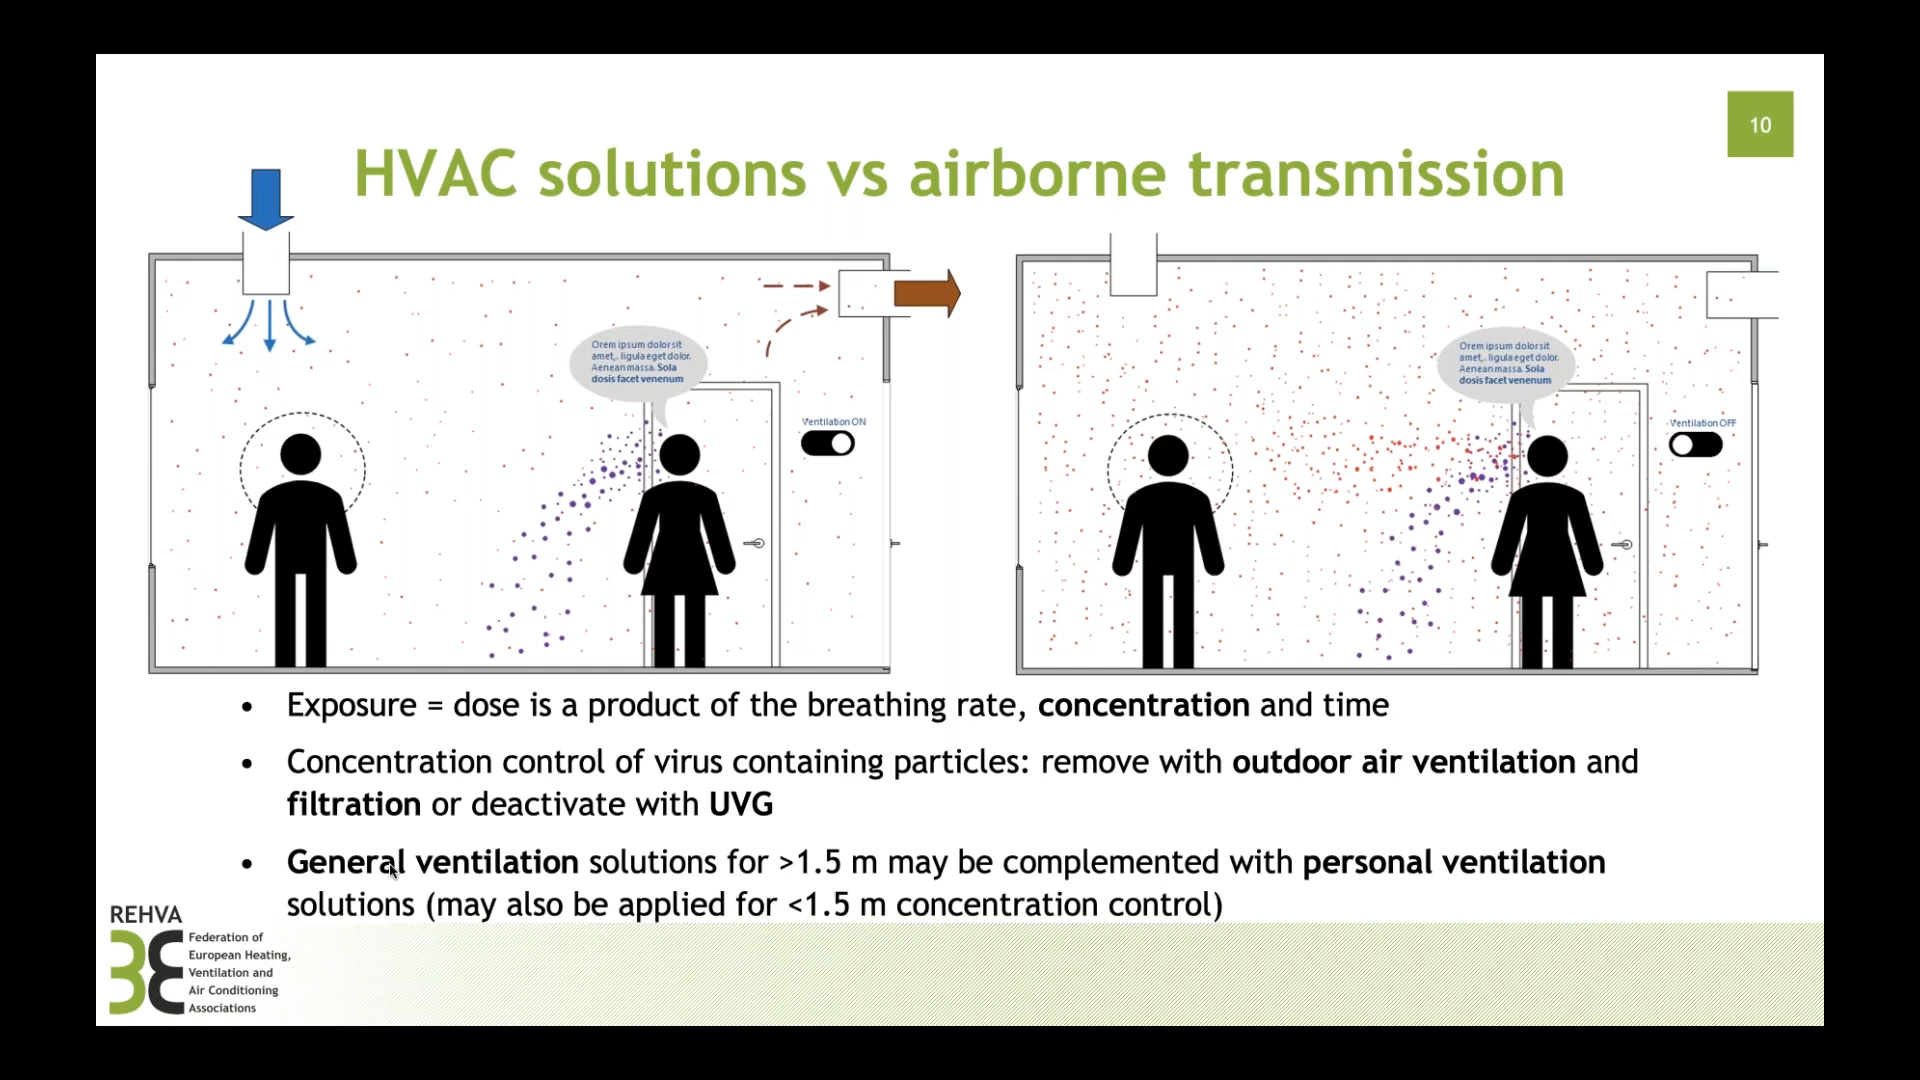 10
HVAC solutions vs airborne transmission
Orem ipsum dolor sit
amet,. ligula eget dolor.
Aenean massa. Sola
dosis facet venenum
Ventilation ON
Orem ipsum dolor sit
amet,. ligula eget dolor.
Aenean massa. Sola
dosis facet venenum
Ventilation OFF
• Exposure = dose is a product of the breathing rate, concentration and time
• Concentration control of virus containing particles: remove with outdoor air ventilation and
filtration or deactivate with UVG
• General ventilation solutions for >1.5 m may be complemented with personal ventilation
solutions (may also be applied for <1.5 m concentration control)
REHVA
Federation of
European Heating,
Ventilation and
Air Conditioning
Associations